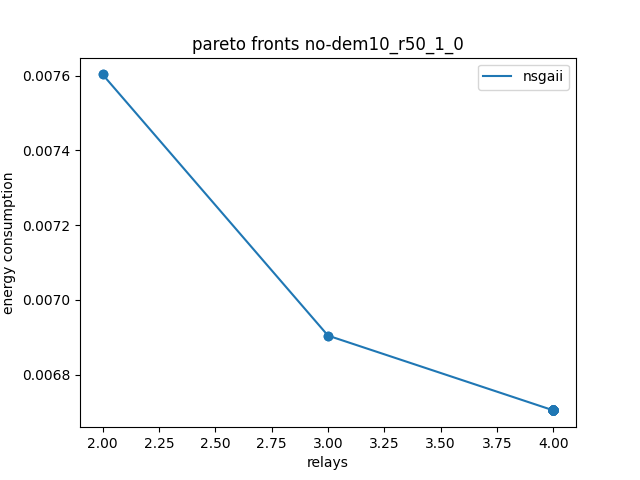 pareto fronts no-dem10_r50_1_0
nsgaii
energy consumption
0.0076
0.0074
0.0072
0.0070
0.0068
2.00 2.25 2.50 2.75 3.00 3.25 3.50 3.75 4.00
relays